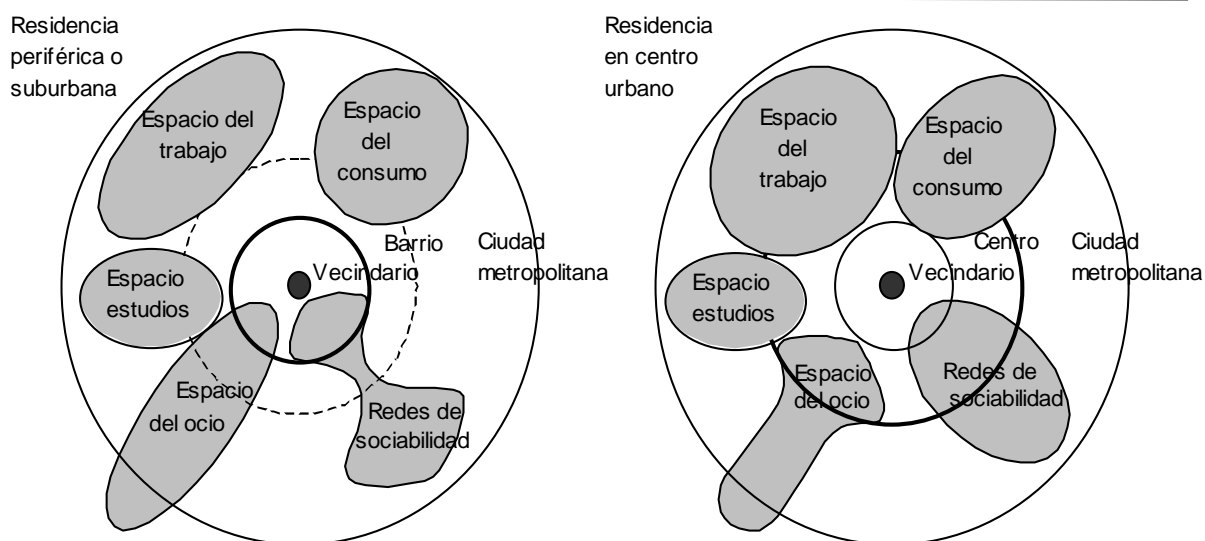 Residencia
periférica o
suburbana
Espacio del
trabajo
Espacio
del
consumo
Barrio
Vecindario
Ciudad
metropolitana
Espacio
estudios
Espacio
del ocio
Redes de
sociabilidad
Residencia
en centro
urbano
Espacio
del
trabajo
Espacio
del
consumo
Centro
Vecindario
Ciudad
metropolitana
Espacio
estudios
Espacio
del ocio
Redes de
sociabilidad